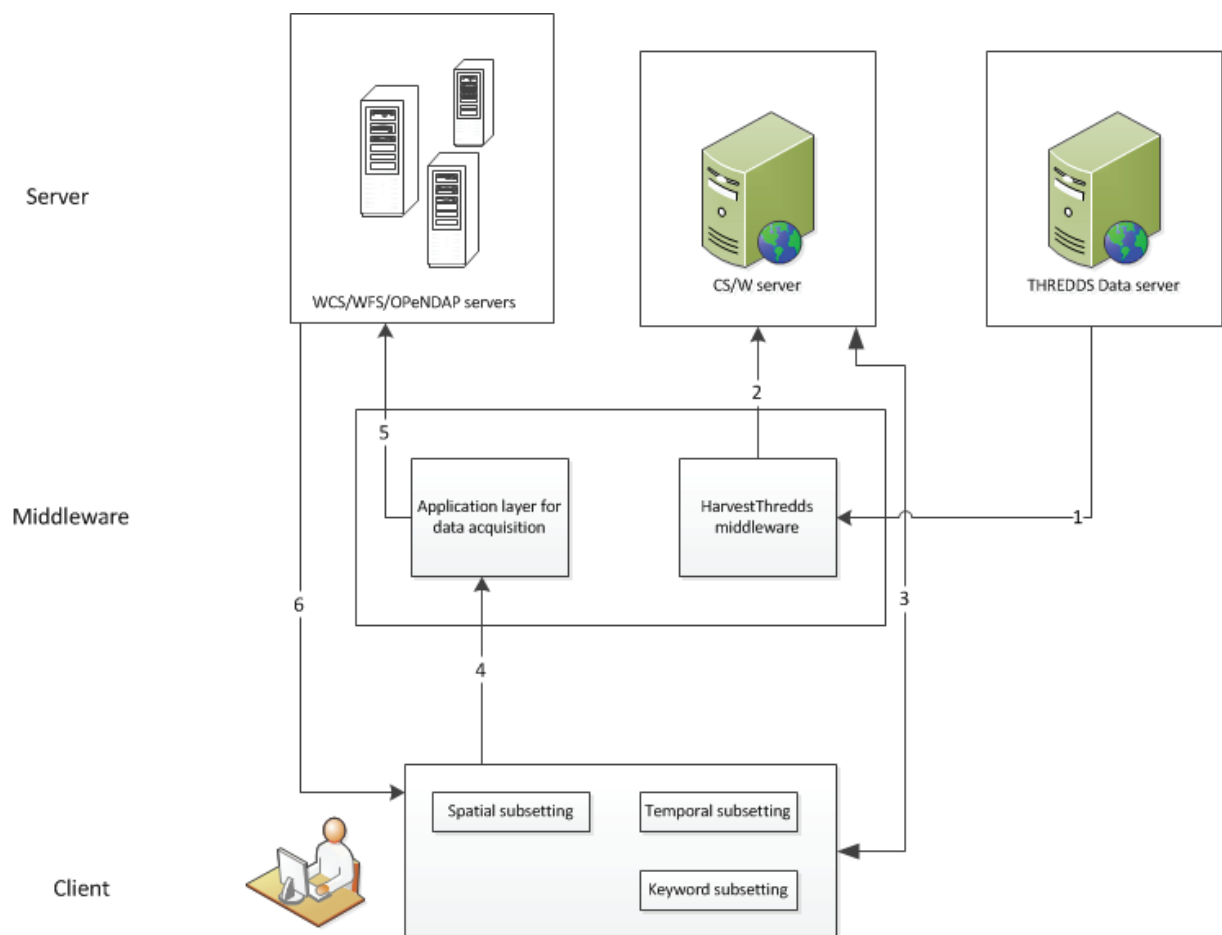 Server
WCS/WFS/OPeNDAP servers
CS/W server
THREDDS Data server
2
5
Middleware
Application layer for
data acquisition
HarvestThredds
middleware
1
6
3
4
Spatial subsetting
Temporal subsetting
Client
Keyword subsetting